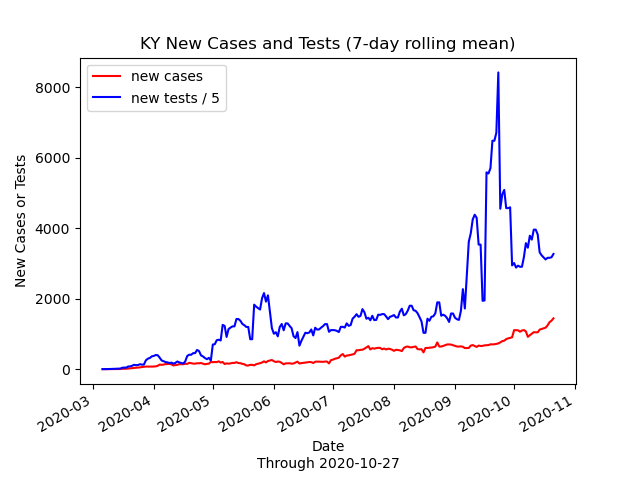 KY New Cases and Tests (7-day rolling mean)
new cases
new tests / 5
New Cases or Tests
8000
6000
4000
2000
0
2020-03
2020-04
2020-05
2020-06
2020-07
2020-08
2020-09
2020-10
2020-11
Date
Through 2020-10-27